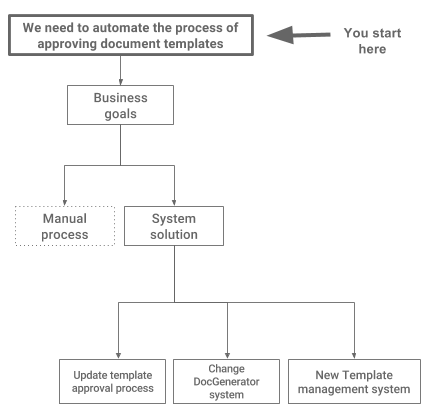 We need to automate the process of
approving document templates
You start
here
Business
goals
Manual
process
System
solution
Update template
approval process
Change
DocGenerator
system
New Template
management system